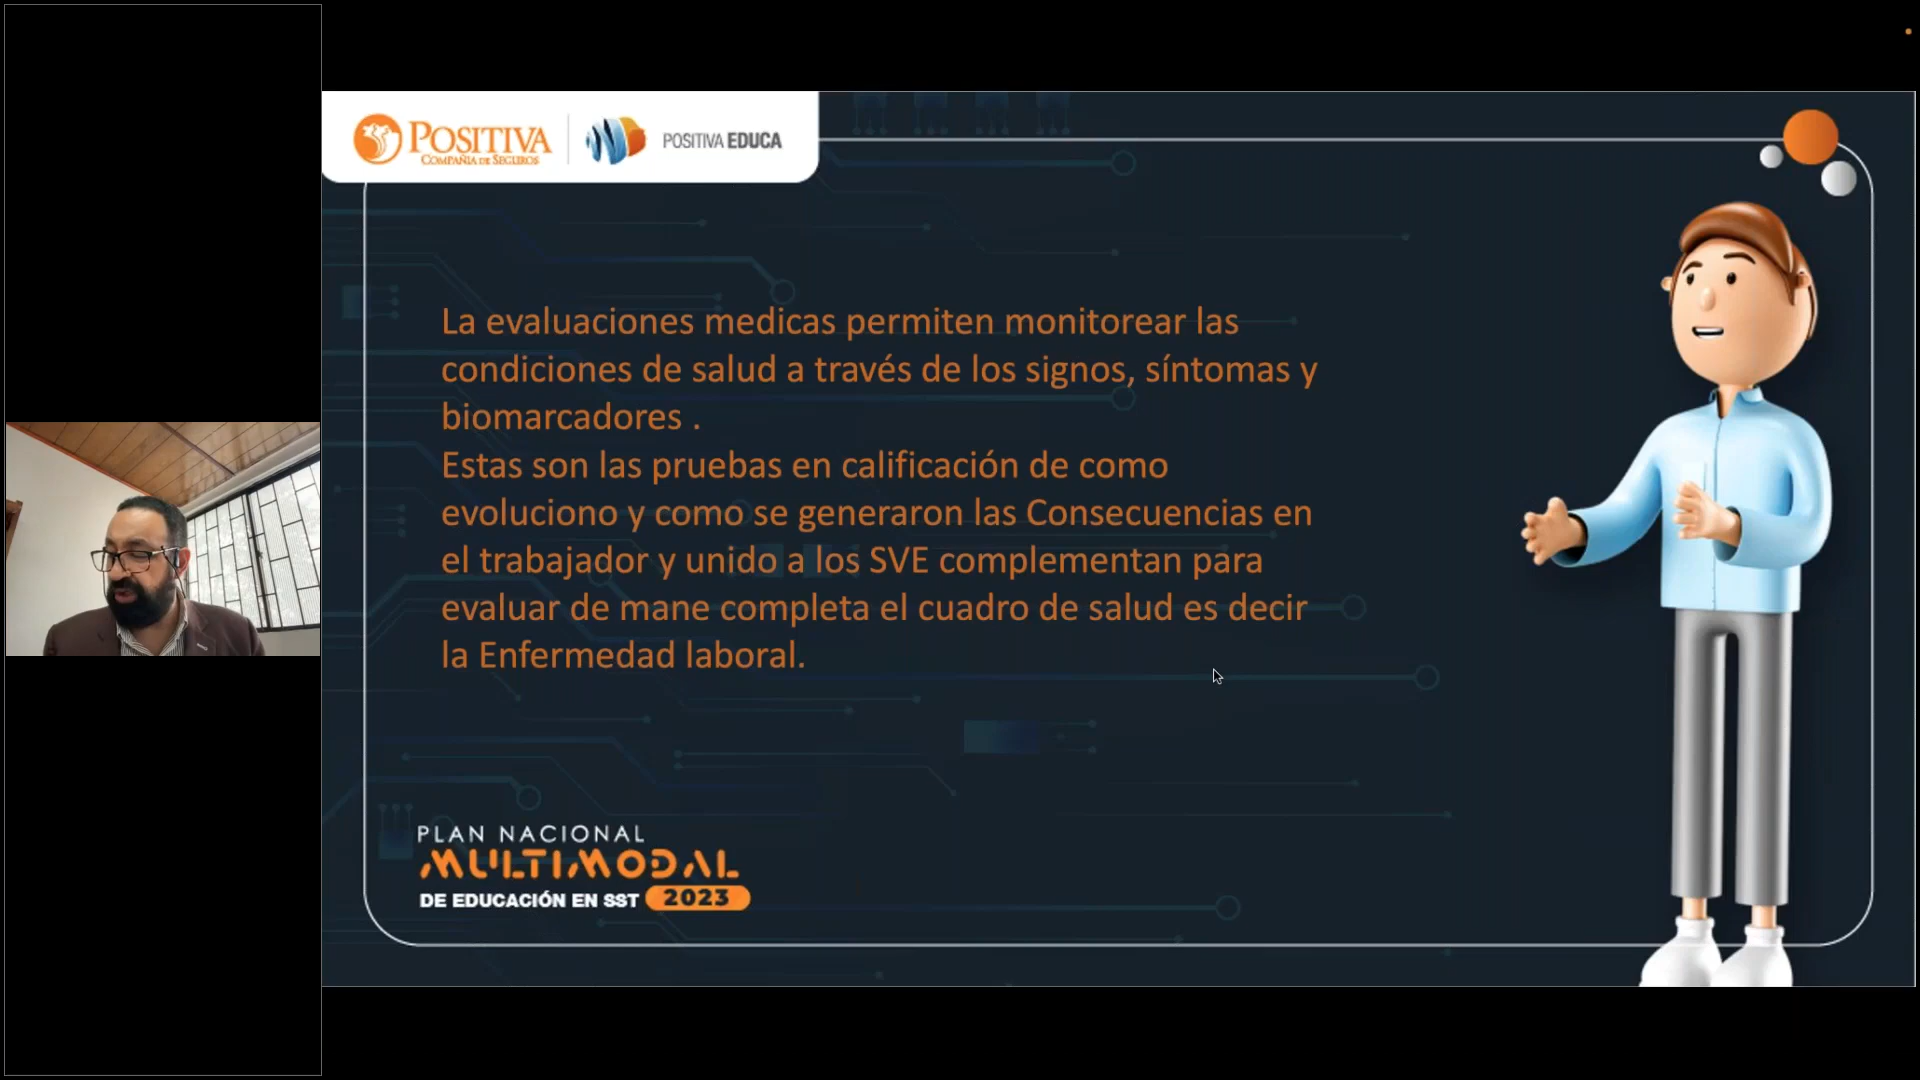 POSITIVA
COMPAÑIA DE SEGUROS
POSITIVA EDUCA
La evaluaciones medicas permiten monitorear las
condiciones de salud a través de los signos, síntomas y
biomarcadores .
Estas son las pruebas en calificación de como
evoluciono y como se generaron las Consecuencias en
el trabajador y unido a los SVE complementan para
evaluar de mane completa el cuadro de salud es decir
la Enfermedad laboral.
PLAN NACIONAL
MULTIMODAL
DE EDUCACIÓN EN SST 2023